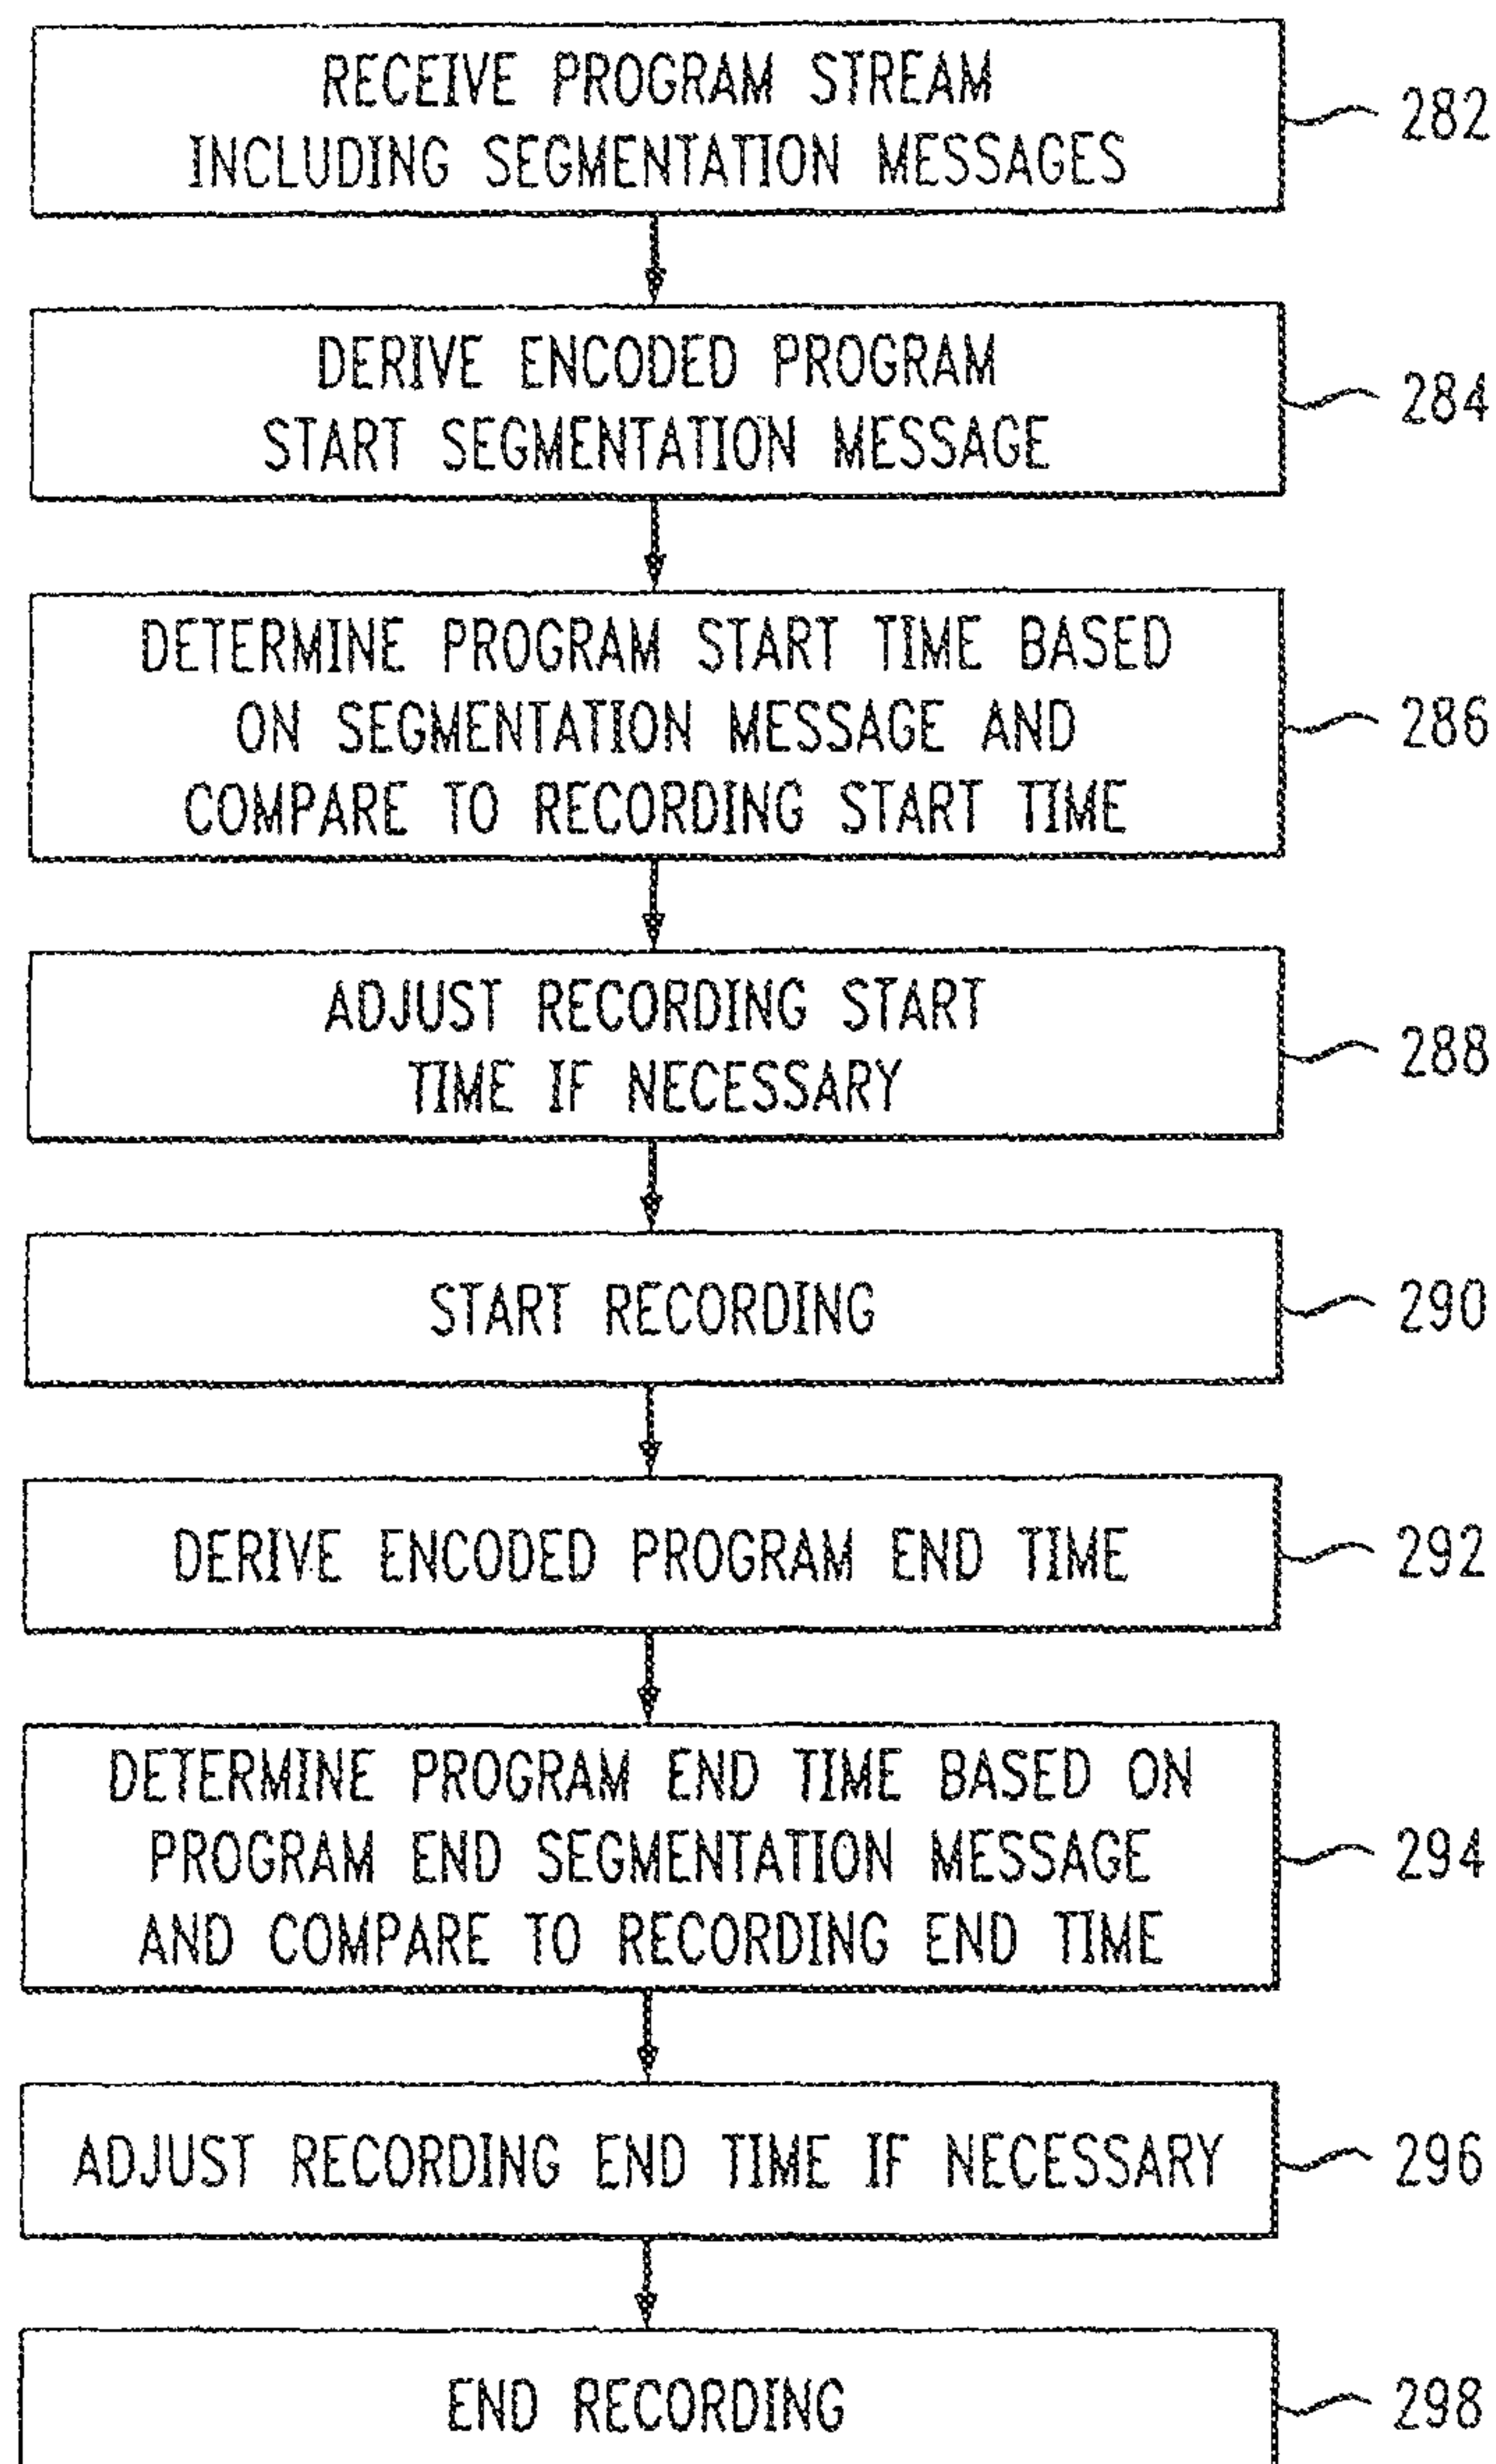 RECEIVE PROGRAM STREAM
INCLUDING SEGMENTATION MESSAGES
282
DERIVE ENCODED PROGRAM
START SEGMENTATION MESSAGE
284
DETERMINE PROGRAM START TIME BASED
ON SEGMENTATION MESSAGE AND
COMPARE TO RECORDING START TIME
286
ADJUST RECORDING START
TIME IF NECESSARY
288
START RECORDING
290
DERIVE ENCODED PROGRAM END TIME
292
DETERMINE PROGRAM END TIME BASED ON
PROGRAM END SEGMENTATION MESSAGE
AND COMPARE TO RECORDING END TIME
294
ADJUST RECORDING END TIME IF NECESSARY
296
END RECORDING
298